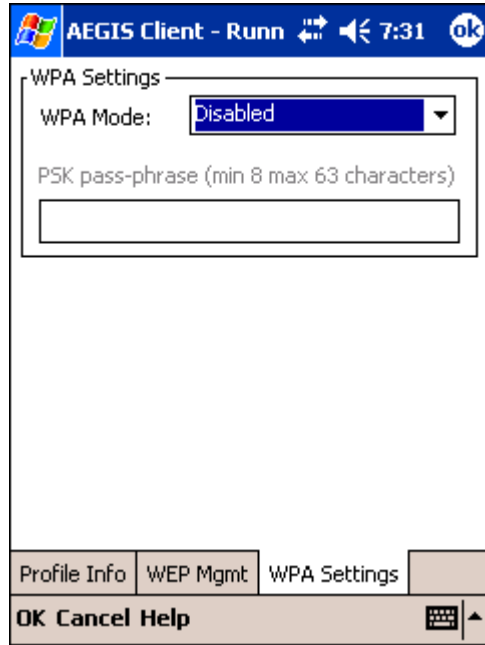 AEGIS Client - Runn 7:31 ok
WPA Settings
WPA Mode: Disabled
PSK pass-phrase (min 8 max 63 characters)
Profile Info WEP Mgmt WPA Settings
OK Cancel Help